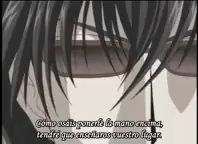 Cómo osáis ponerle la mano encima,
tendré que enseñaros vuestro lugar.